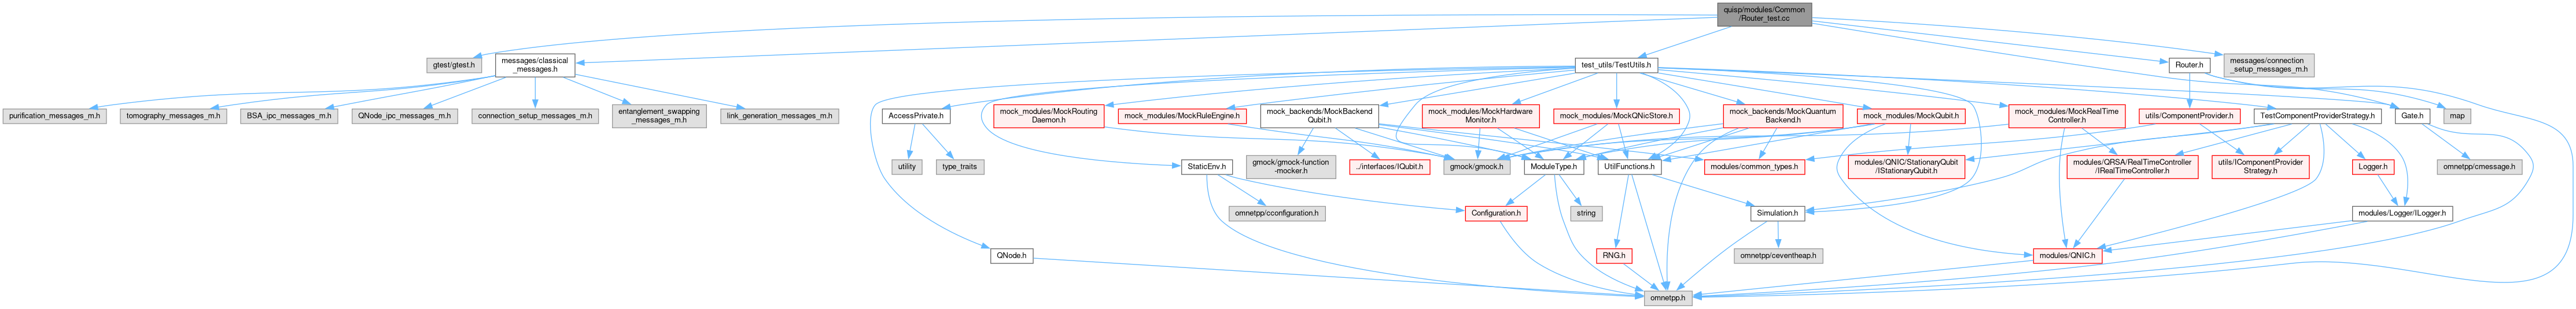 quisp/modules/Common
/Router_test.cc
gtest/gtest.h
messages/classical
_messages.h
test_utils/TestUtils.h
Router.h
messages/connection
_setup_messages_m.h
purification_messages_m.h
tomography_messages_m.h
BSA_ipc_messages_m.h
QNode_ipc_messages_m.h
connection_setup_messages_m.h
entanglement_swapping
_messages_m.h
link_generation_messages_m.h
AccessPrivate.h
mock_modules/MockRouting
Daemon.h
mock_modules/MockRuleEngine.h
mock_backends/MockBackend
Qubit.h
mock_modules/MockHardware
Monitor.h
mock_modules/MockQNicStore.h
mock_backends/MockQuantum
Backend.h
mock_modules/MockQubit.h
mock_modules/MockRealTime
Controller.h
utils/ComponentProvider.h
TestComponentProviderStrategy.h
Gate.h
map
utility
type_traits
StaticEnv.h
gmock/gmock-function
-mocker.h
../interfaces/IQubit.h
gmock/gmock.h
ModuleType.h
UtilFunctions.h
modules/common_types.h
modules/QNIC/StationaryQubit
/IStationaryQubit.h
modules/QRSA/RealTimeController
/IRealTimeController.h
utils/IComponentProvider
Strategy.h
Logger.h
omnetpp/cmessage.h
omnetpp/cconfiguration.h
Configuration.h
string
Simulation.h
modules/Logger/ILogger.h
QNode.h
RNG.h
omnetpp/ceventheap.h
modules/QNIC.h
omnetpp.h